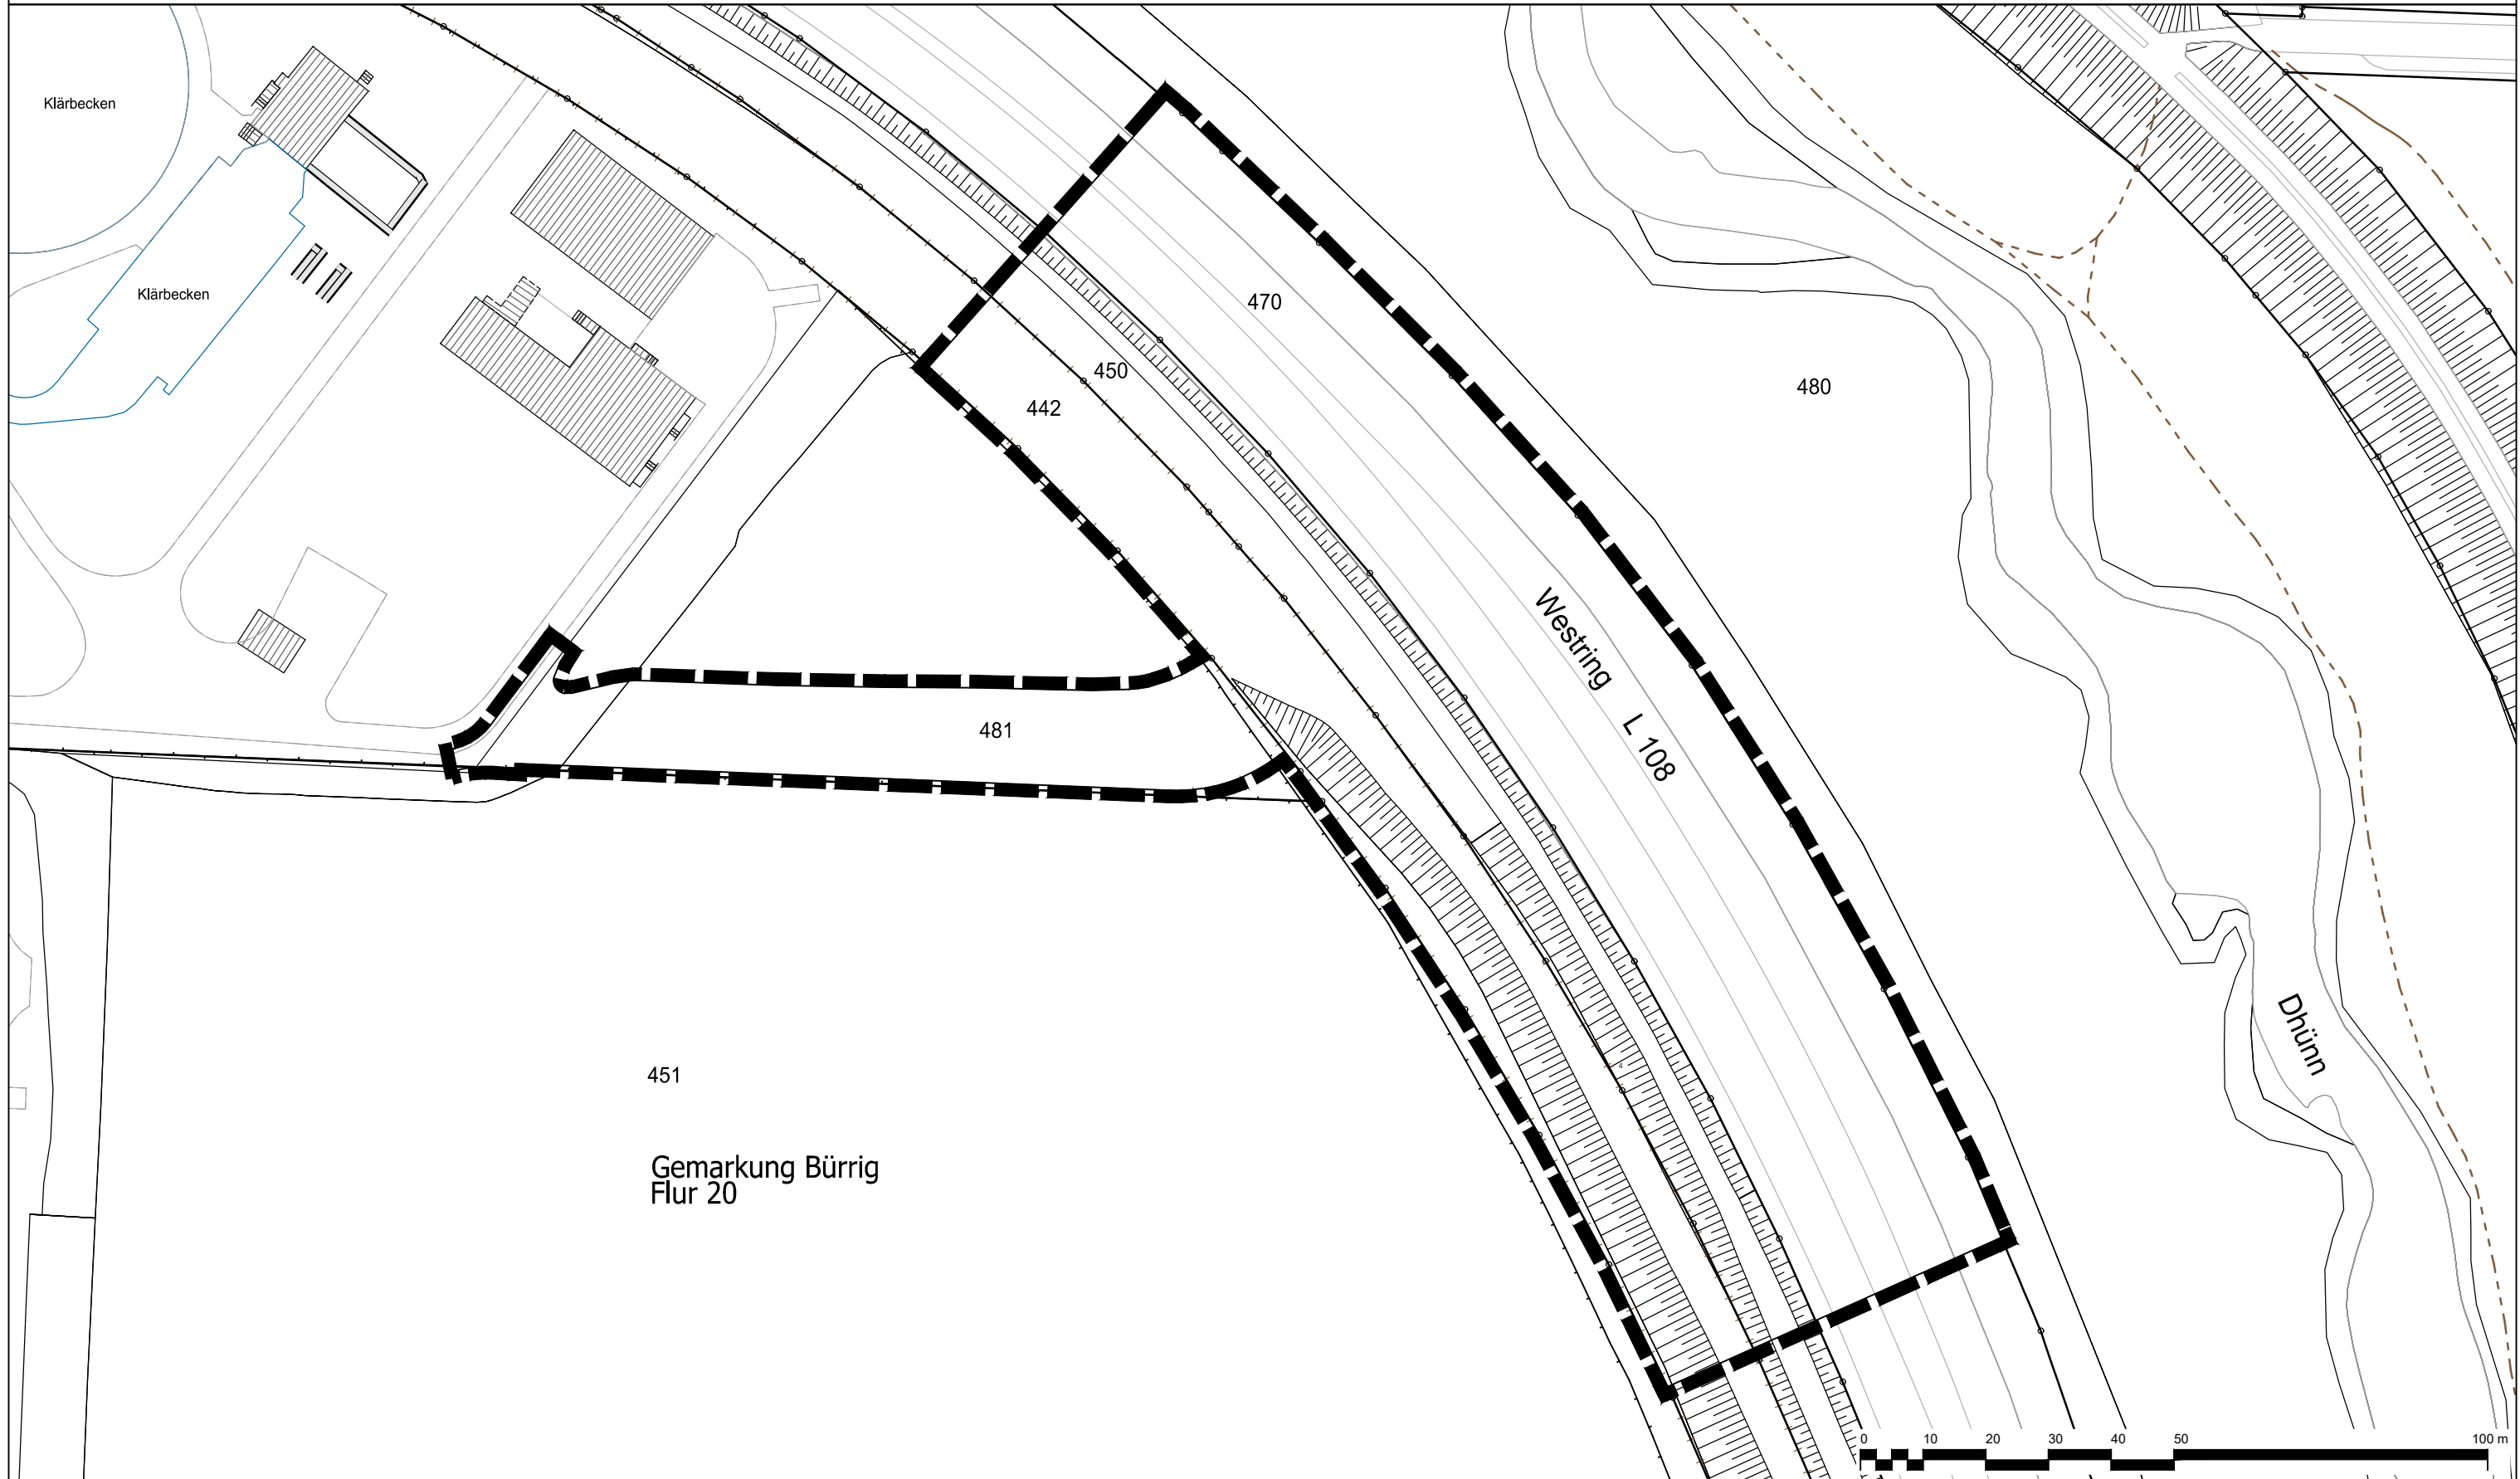 Klärbecken
Klärbecken
470
450
442
480
Westring
L 108
481
Dhünn
451
Gemarkung Bürrig
Flur 20
0 10 20 30 40 50 100 m